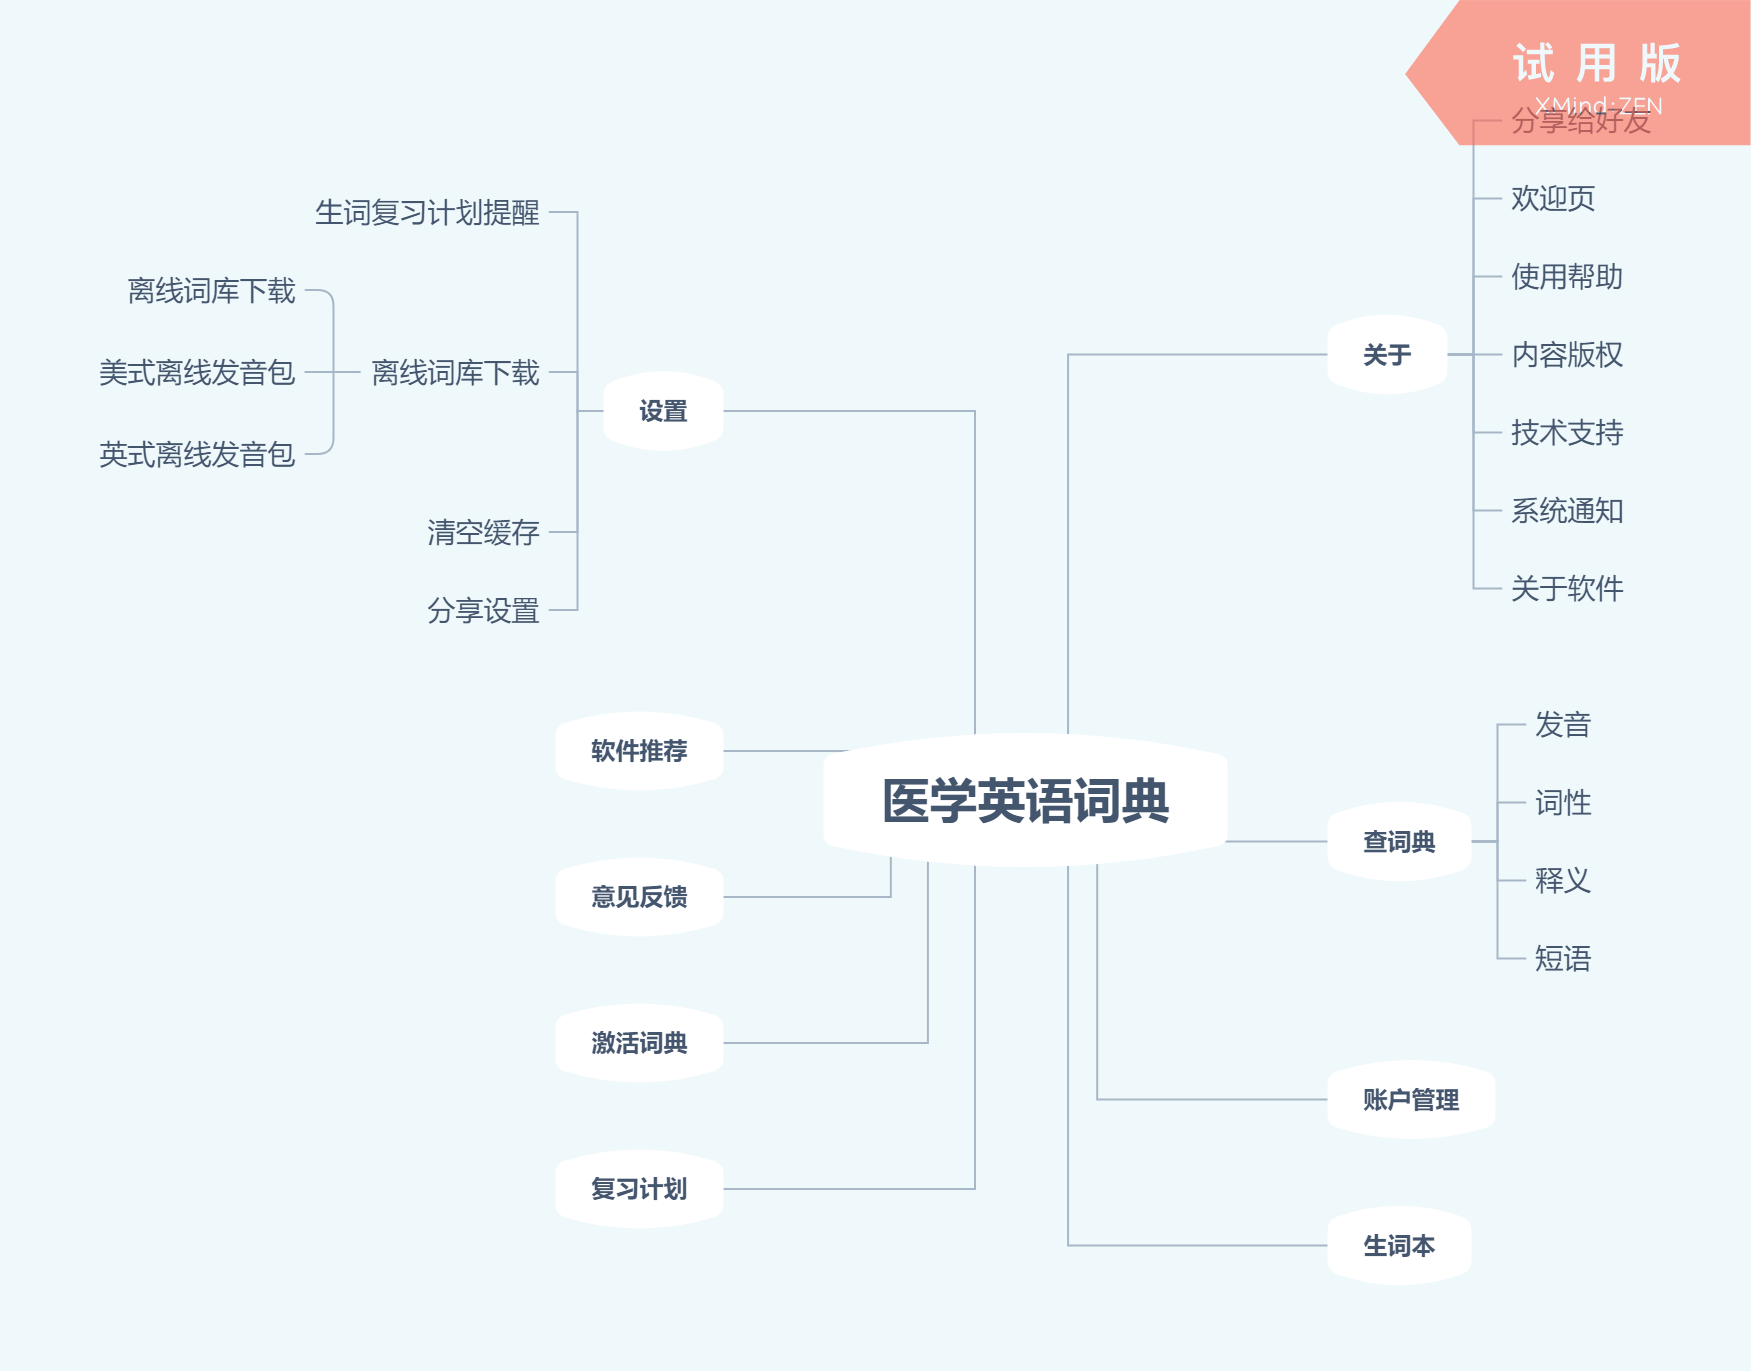 试用版
XMind:ZEN
分享给好友
欢迎页
使用帮助
关于
内容版权
技术支持
系统通知
关于软件
生词复习计划提醒
离线词库下载
美式离线发音包
离线词库下载
设置
英式离线发音包
清空缓存
分享设置
软件推荐
医学英语词典
发音
词性
查词典
释义
短语
意见反馈
激活词典
账户管理
复习计划
生词本